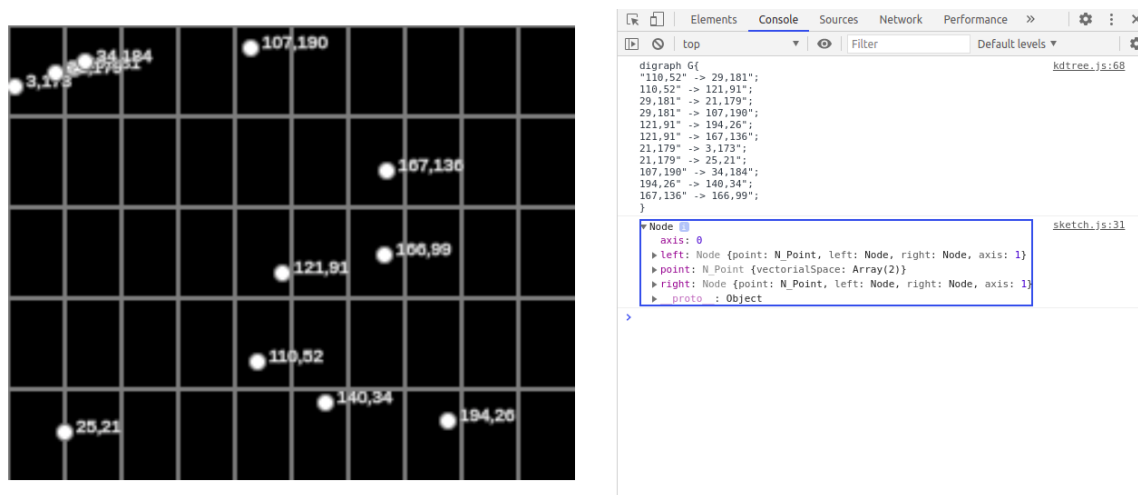 107,190
34,184
3,173
167,136
166,99
121,91
110,52
140,34
194,26
25,21
Elements Console Sources Network Performance »
top Filter Default levels
digraph G{ kdtree.js:68
"110,52" -> 29,181";
110,52" -> 121,91";
29,181" -> 21,179";
29,181" -> 107,190";
121,91" -> 194,26";
121,91" -> 167,136";
21,179" -> 3,173";
21,179" -> 25,21";
107,190" -> 34,184";
194,26" -> 140,34";
167,136" -> 166,99";
}
Node i sketch.js:31
axis: 0
left: Node {point: N_Point, left: Node, right: Node, axis: 1}
point: N_Point {vectorialSpace: Array(2)}
right: Node {point: N_Point, left: Node, right: Node, axis: 1}
__proto__: Object